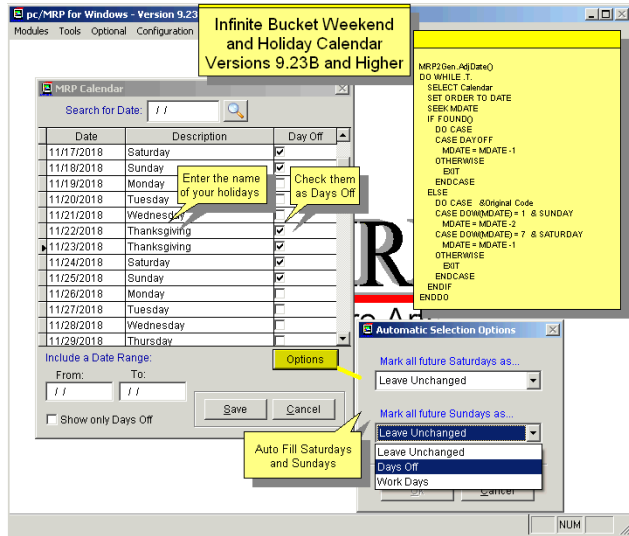 pc/MRP for Windows - Version 9.23
Modules Tools Optional Configuration
Infinite Bucket Weekend
and Holiday Calendar
Versions 9.23B and Higher
MRP Calendar
Search for Date: / /
Date Description Day Off
11/17/2018 Saturday
11/18/2018 Sunday
11/19/2018 Monday
11/20/2018 Tuesday
11/21/2018 Wednesday
11/22/2018 Thanksgiving
11/23/2018 Thanksgiving
11/24/2018 Saturday
11/25/2018 Sunday
11/26/2018 Monday
11/27/2018 Tuesday
11/28/2018 Wednesday
11/29/2018 Thursday
Enter the name
of your holidays
Check them
as Days Off
Include a Date Range:
From: To:
/ / / /
Show only Days Off
Options
Save Cancel
MRP2Gen.AdjDate()
DO WHILE .T.
SELECT Calendar
SET ORDER TO DATE
SEEK MDATE
IF FOUND()
DO CASE
CASE DAYOFF
MDATE = MDATE -1
OTHERWISE
EXIT
ENDCASE
ELSE
DO CASE &Original Code
CASE DOW(MDATE) = 1 & SUNDAY
MDATE = MDATE -2
CASE DOW(MDATE) = 7 & SATURDAY
MDATE = MDATE -1
OTHERWISE
EXIT
ENDCASE
ENDIF
ENDDO
Automatic Selection Options
Mark all future Saturdays as...
Leave Unchanged
Mark all future Sundays as...
Leave Unchanged
Leave Unchanged
Days Off
Work Days
Ok Cancel
Auto Fill Saturdays
and Sundays
NUM